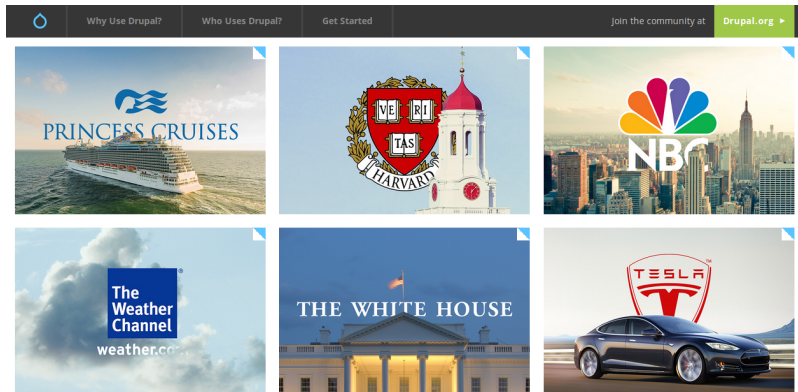 Why Use Drupal? Who Uses Drupal? Get Started Join the community at Drupal.org ►
PRINCESS CRUISES
VE RI
TAS
HARVARD
NBC
The
Weather
Channel
weather.co
THE WHITE HOUSE
TESLA